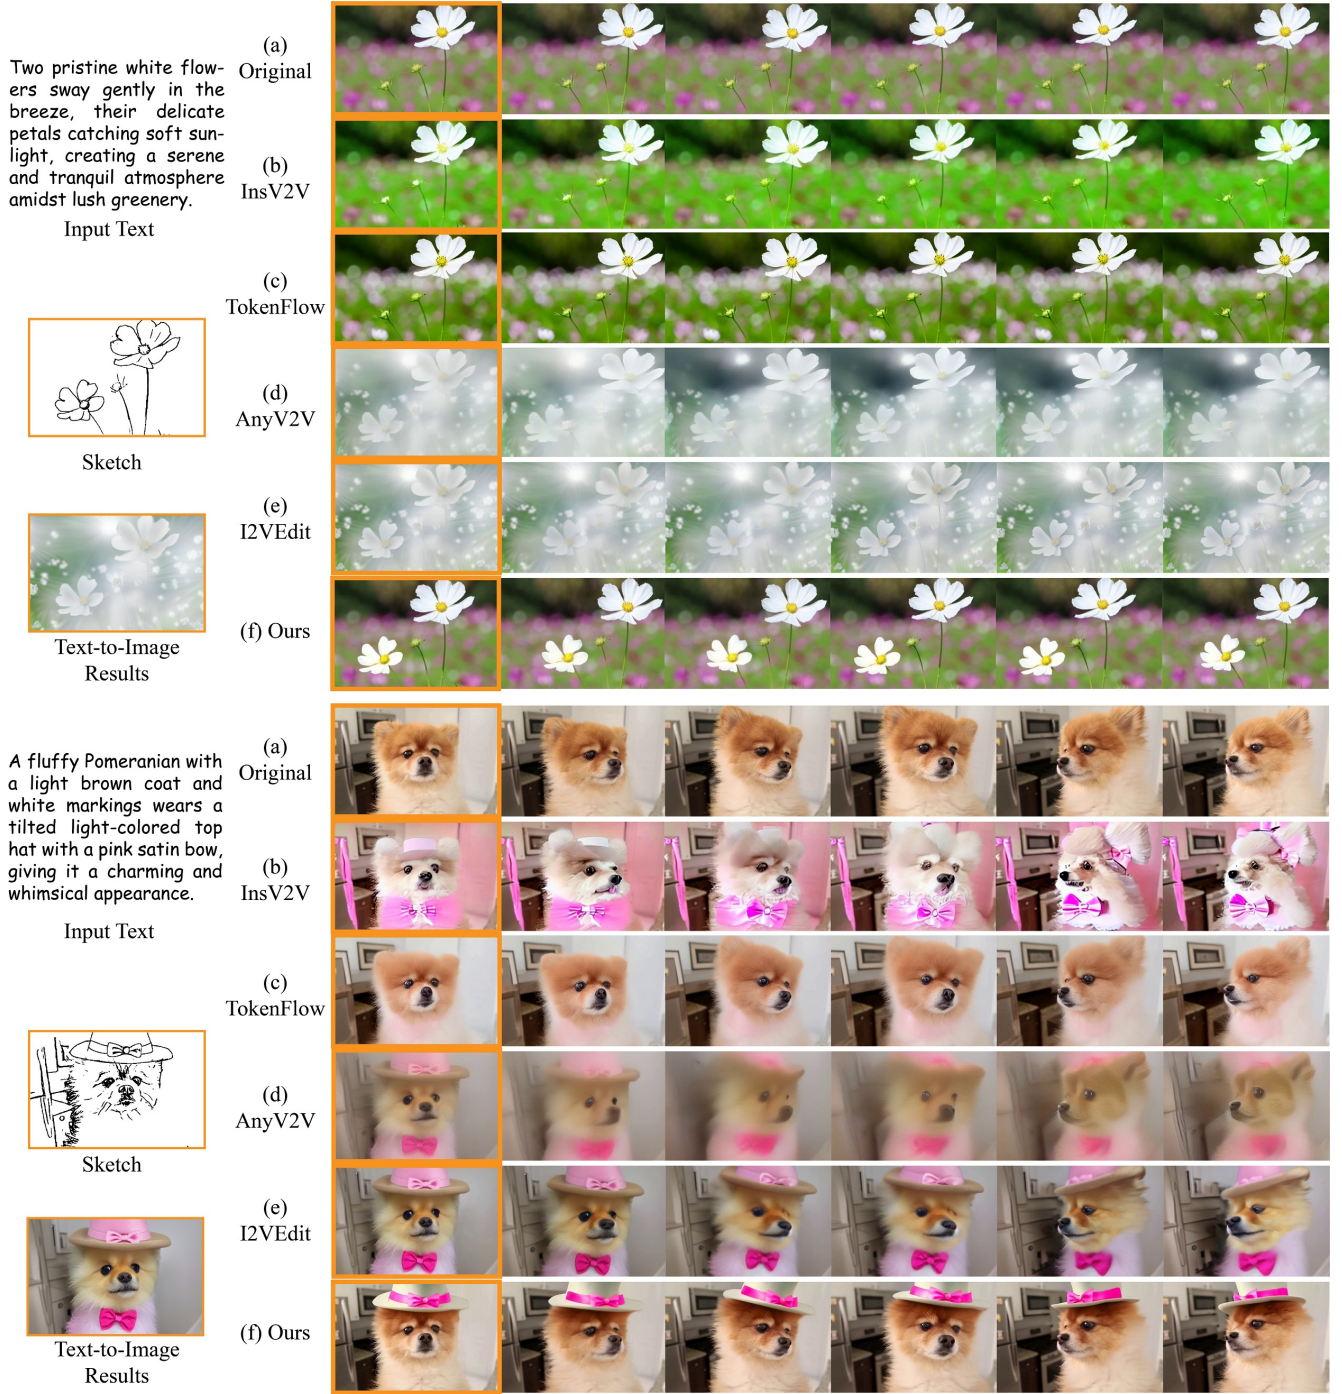 Two pristine white flow-
ers sway gently in the
breeze, their delicate
petals catching soft sun-
light, creating a serene
and tranquil atmosphere
amidst lush greenery.
Input Text
Sketch
Text-to-Image
Results
(a)
Original
(b)
InsV2V
(c)
TokenFlow
(d)
AnyV2V
(e)
I2VEdit
(f) Ours
A fluffy Pomeranian with
a light brown coat and
white markings wears a
tilted light-colored top
hat with a pink satin bow,
giving it a charming and
whimsical appearance.
Input Text
Sketch
Text-to-Image
Results
(a)
Original
(b)
InsV2V
(c)
TokenFlow
(d)
AnyV2V
(e)
I2VEdit
(f) Ours